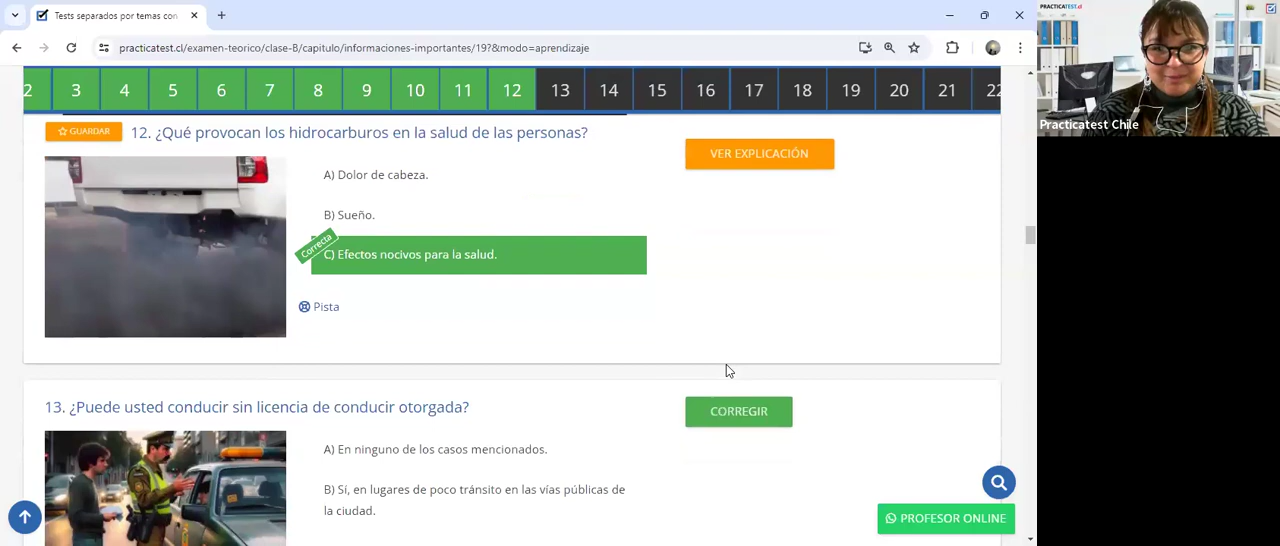 Tests separados por temas con
practicatest.cl/examen-teorico/clase-B/capitulo/informaciones-importantes/19?&modo=aprendizaje
PRACTICATEST.cl
Practicatest Chile
2 3 4 5 6 7 8 9 10 11 12 13 14 15 16 17 18 19 20 21 22
GUARDAR
12. ¿Qué provocan los hidrocarburos en la salud de las personas?
VER EXPLICACIÓN
A) Dolor de cabeza.
B) Sueño.
Correcta
C) Efectos nocivos para la salud.
Pista
13. ¿Puede usted conducir sin licencia de conducir otorgada?
CORREGIR
A) En ninguno de los casos mencionados.
B) Si, en lugares de poco tránsito en las vías públicas de
la ciudad.
PROFESOR ONLINE